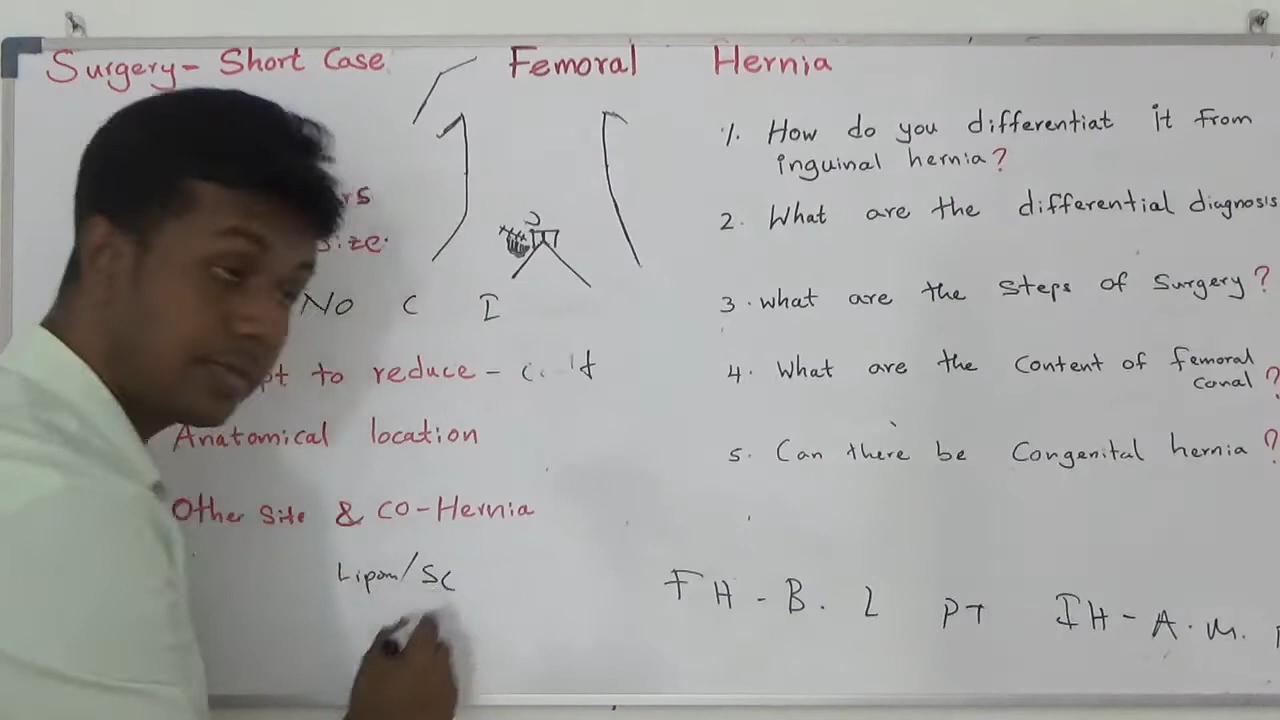 Surgery - Short Case Femoral Hernia
rs
size
No C I
pt to reduce -
Anatomical location
Other Site & co-Hernia
Lipom/Sc
1. How do you differentiat it from
inguinal hernia?
2. What are the differential diagnosis
3. what are the steps of surgery?
4. What are the content of femoral
canal?
5. Can there be Congenital hernia?
FH - B. L PT IH - A. M.